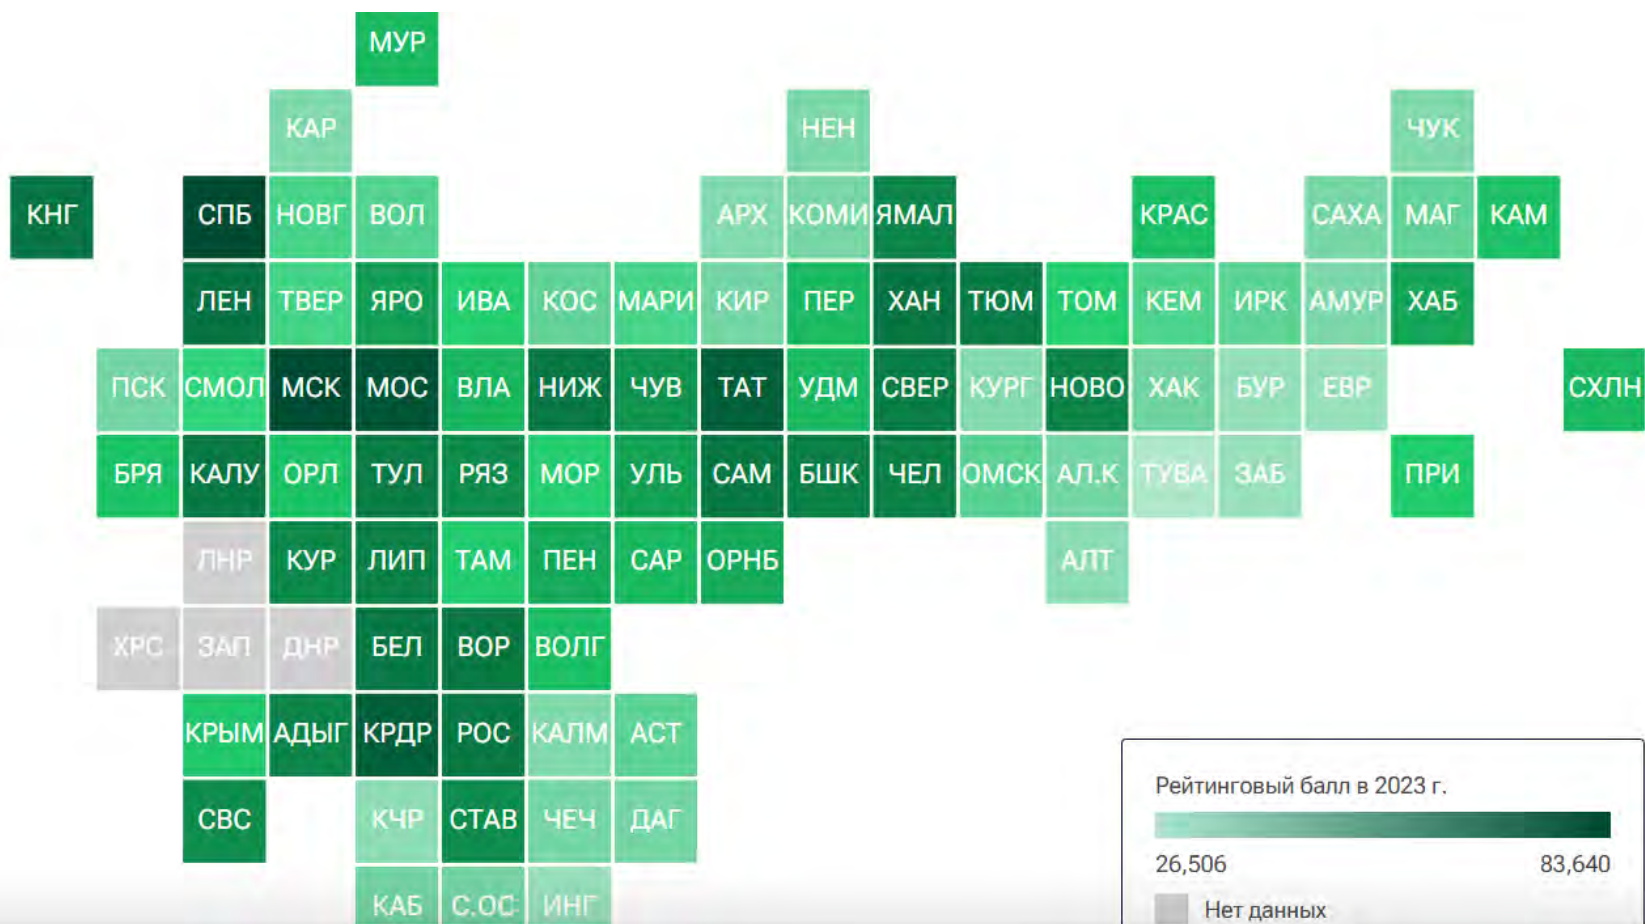 МУР
КАР НЕН ЧУК
КНГ СПБ НОВГ ВОЛ АРХ КОМИ ЯМАЛ КРАС САХА МАГ КАМ
ЛЕН ТВЕР ЯРО ИВА КОС МАРИ КИР ПЕР ХАН ТЮМ ТОМ КЕМ ИРК АМУР ХАБ
ПСК СМОЛ МСК МОС ВЛА НИЖ ЧУВ ТАТ УДМ СВЕР КУРГ НОВО ХАК БУР ЕВР СХЛН
БРЯ КАЛУ ОРЛ ТУЛ РЯЗ МОР УЛЬ САМ БШК ЧЕЛ ОМСК АЛ.К ТУВА ЗАБ ПРИ
ЛНР КУР ЛИП ТАМ ПЕН САР ОРНБ АЛТ
ХРС ЗАП ДНР БЕЛ ВОР ВОЛГ
КРЫМ АДЫГ КРДР РОС КАЛМ АСТ
СВС КЧР СТАВ ЧЕЧ ДАГ
КАБ С.ОС ИНГ
Рейтинговый балл в 2023 г.
26,506 83,640
Нет данных